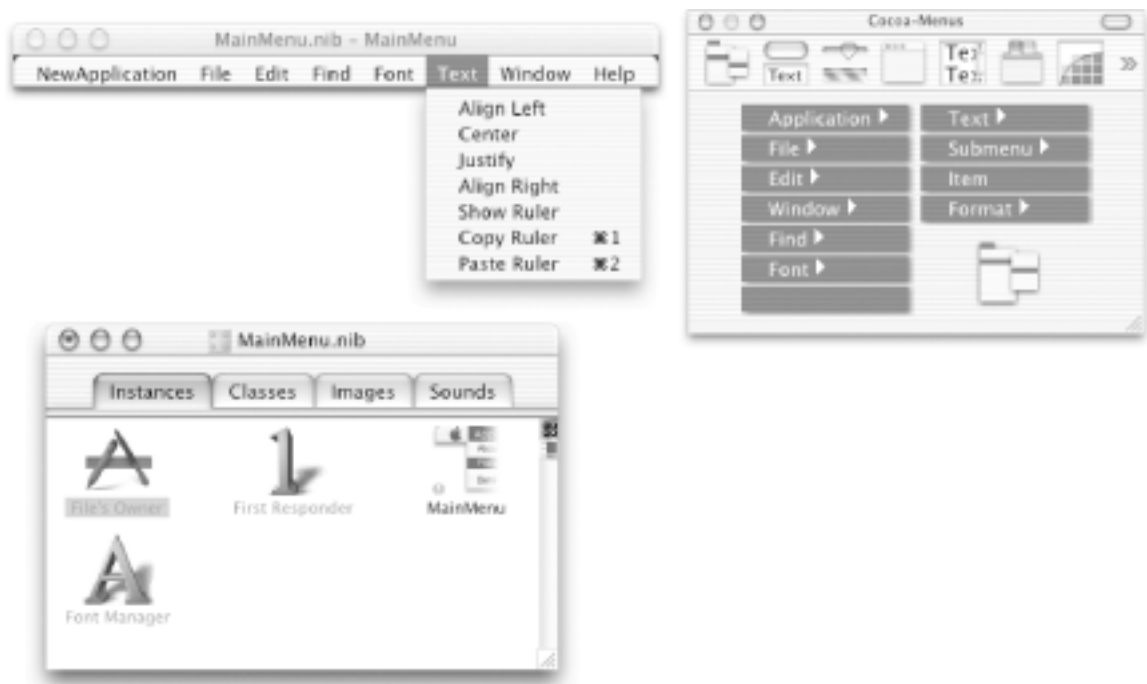 MainMenu.nib – MainMenu
NewApplication File Edit Find Font Text Window Help
Align Left
Center
Justify
Align Right
Show Ruler
Copy Ruler ⌘1
Paste Ruler ⌘2
Cocoa-Menus
Text
Application
File
Edit
Window
Find
Font
Text
Submenu
Item
Format
MainMenu.nib
Instances Classes Images Sounds
File's Owner First Responder MainMenu
Font Manager